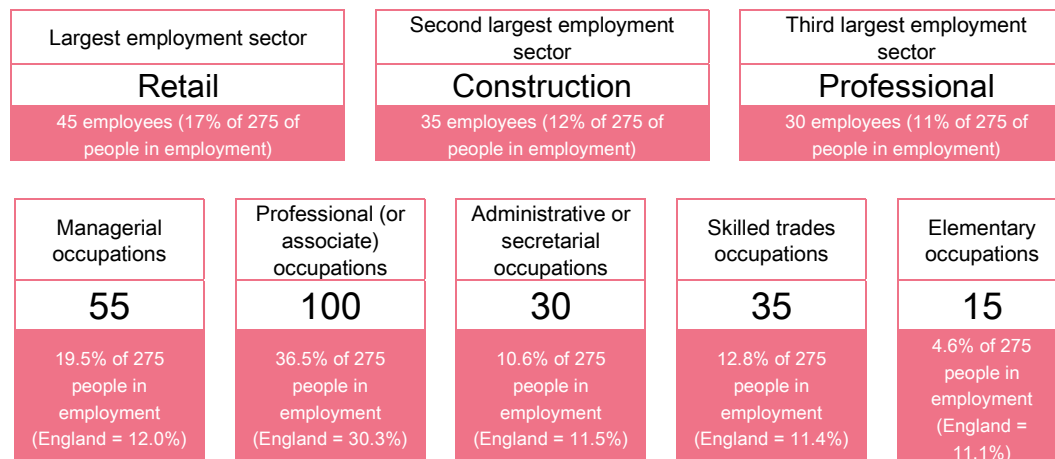 Largest employment sector
Retail
45 employees (17% of 275 of
people in employment)
Second largest employment
sector
Construction
35 employees (12% of 275 of
people in employment)
Third largest employment
sector
Professional
30 employees (11% of 275 of
people in employment)
Managerial
occupations
55
19.5% of 275
people in
employment
(England = 12.0%)
Professional (or
associate)
occupations
100
36.5% of 275
people in
employment
(England = 30.3%)
Administrative or
secretarial
occupations
30
10.6% of 275
people in
employment
(England = 11.5%)
Skilled trades
occupations
35
12.8% of 275
people in
employment
(England = 11.4%)
Elementary
occupations
15
4.6% of 275
people in
employment
(England =
11.1%)